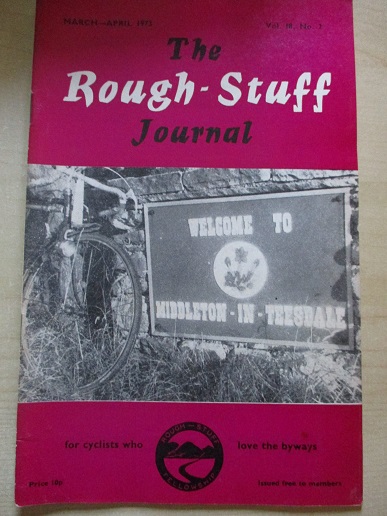 MARCH—APRIL 1975
The
Rough-Stuff
Journal
WELCOME TO
MIDDLETON-IN-TEESDALE
for cyclists who
love the byways
ROUGH—STUFF
FELLOWSHIP
Price 10p
Issued free to members